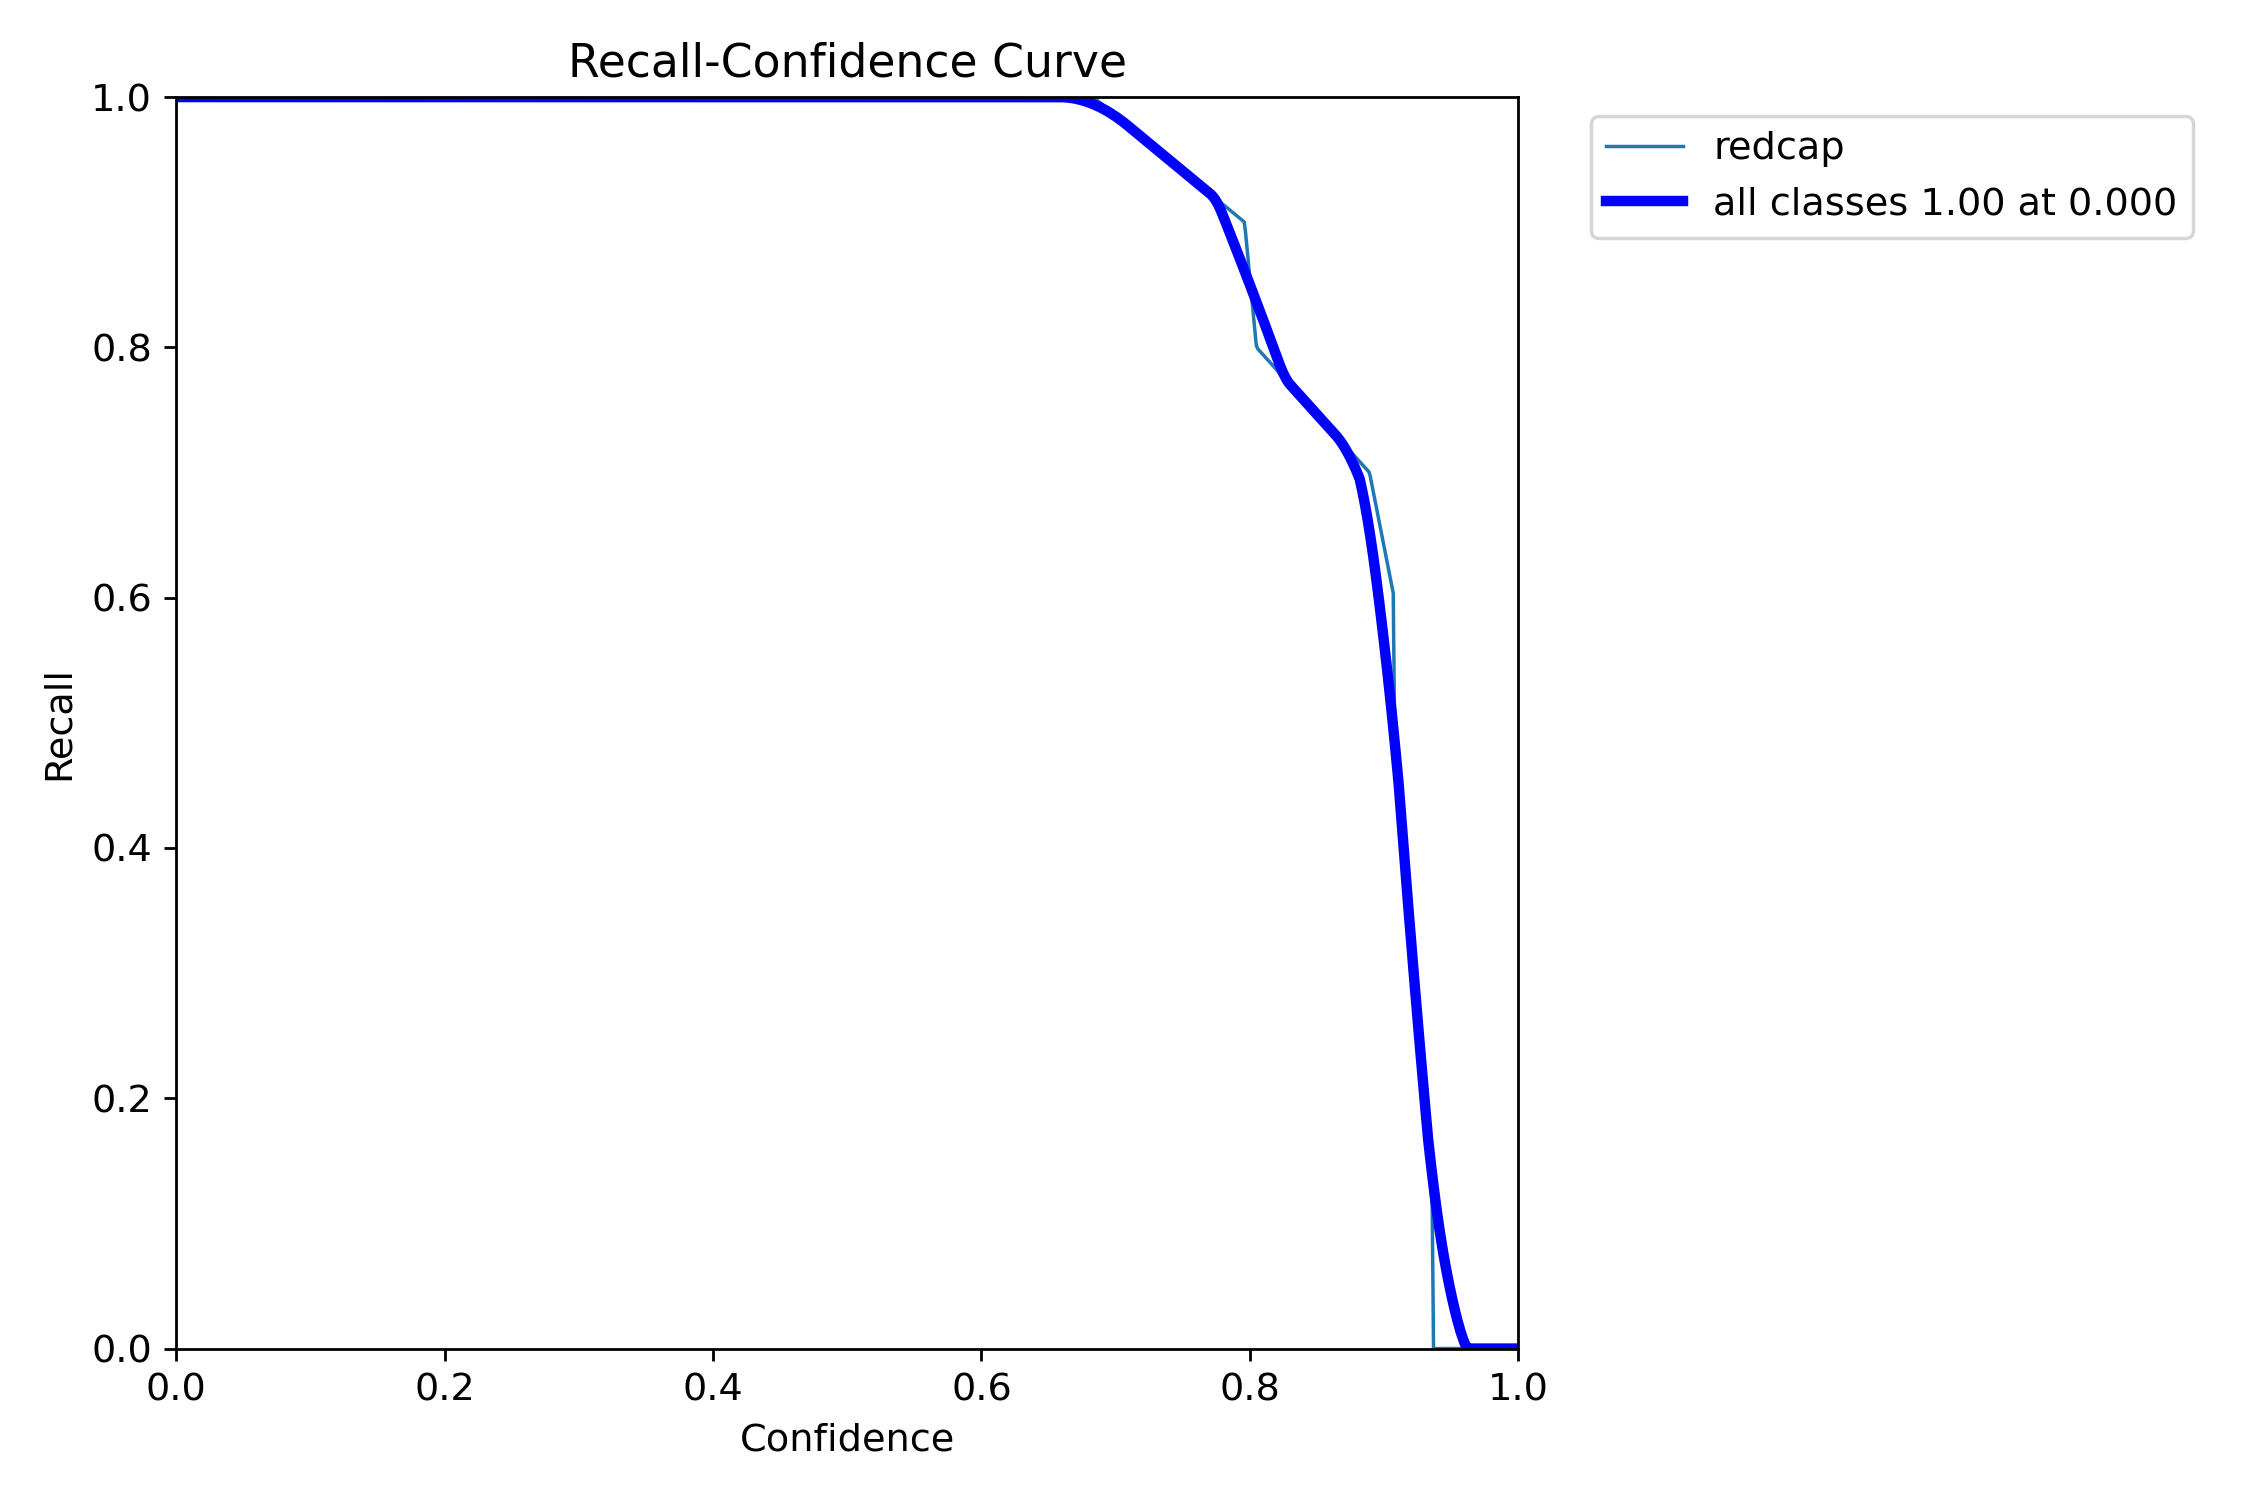 Recall-Confidence Curve
1.0
0.8
0.6
0.4
0.2
0.0
Recall
0.0 0.2 0.4 0.6 0.8 1.0
Confidence
redcap
all classes 1.00 at 0.000